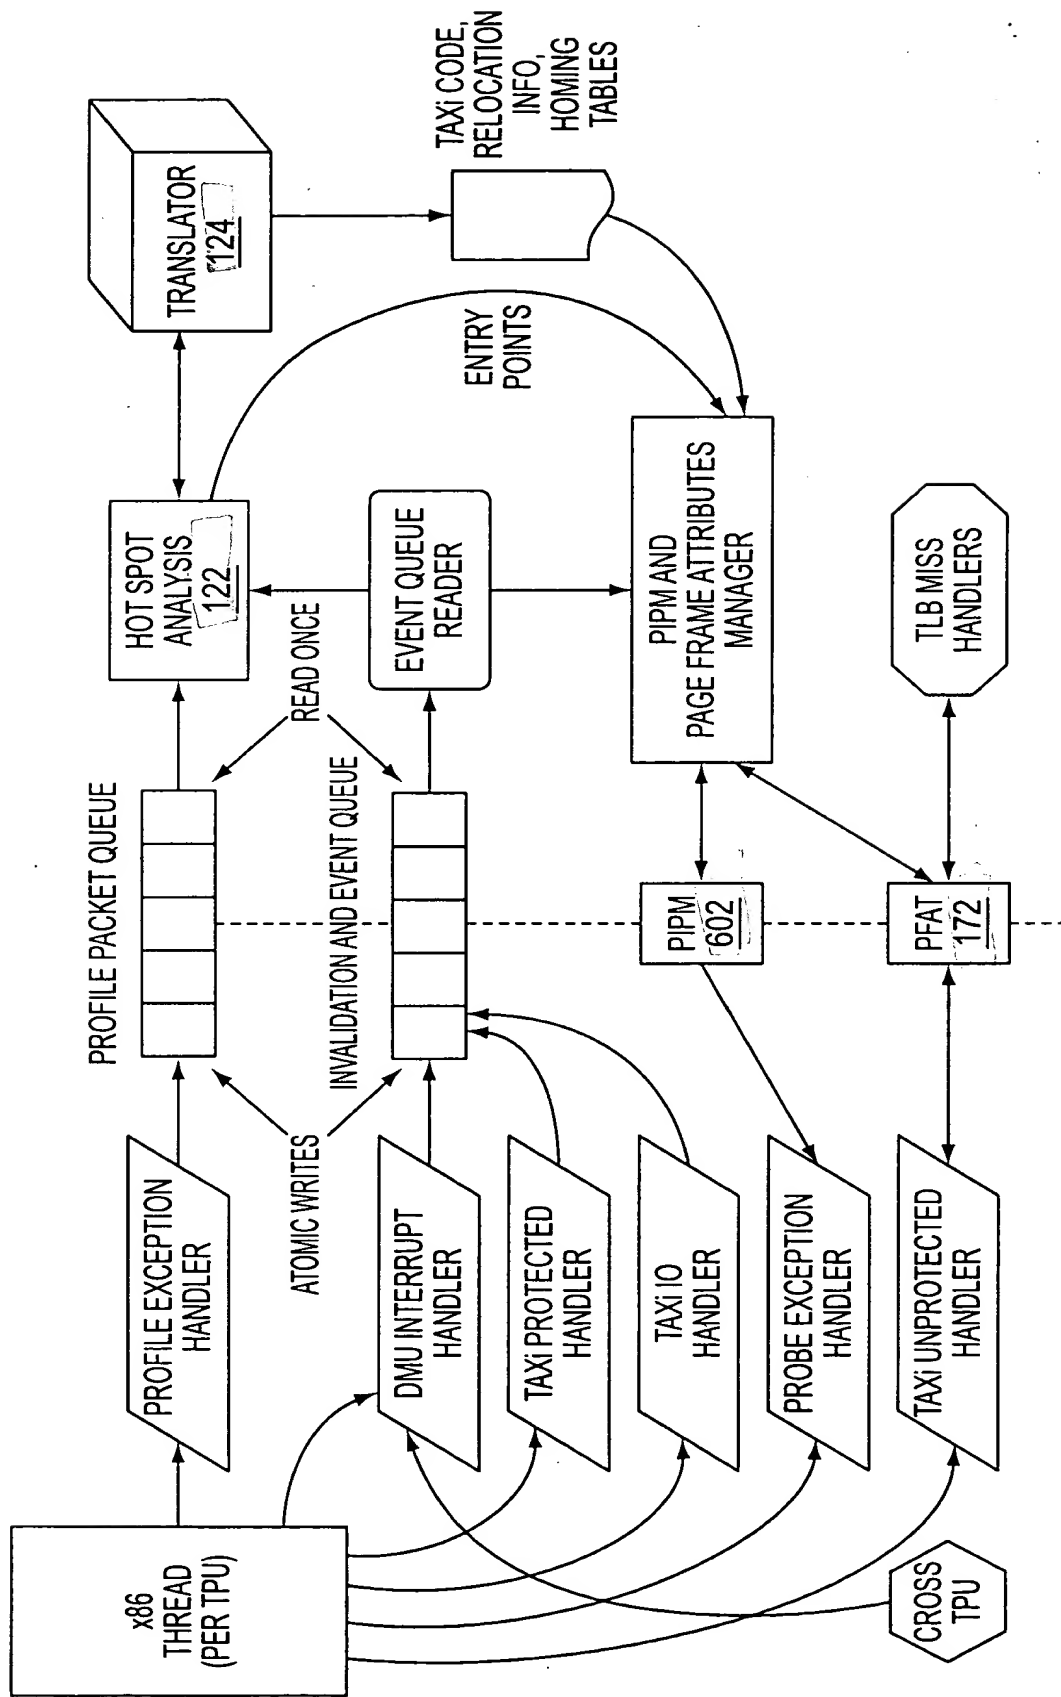 x86
THREAD
(PER TPU)
CROSS
TPU
PROFILE EXCEPTION
HANDLER
ATOMIC WRITES
DMU INTERRUPT
HANDLER
TAXi PROTECTED
HANDLER
TAXi IO
HANDLER
PROBE EXCEPTION
HANDLER
TAXi UNPROTECTED
HANDLER
PROFILE PACKET QUEUE
READ ONCE
INVALIDATION AND EVENT QUEUE
PIPM
602
PFAT
172
HOT SPOT
ANALYSIS
122
EVENT QUEUE
READER
PIPM AND
PAGE FRAME ATTRIBUTES
MANAGER
TLB MISS
HANDLERS
TRANSLATOR
124
ENTRY
POINTS
TAXi CODE,
RELOCATION
INFO,
HOMING
TABLES